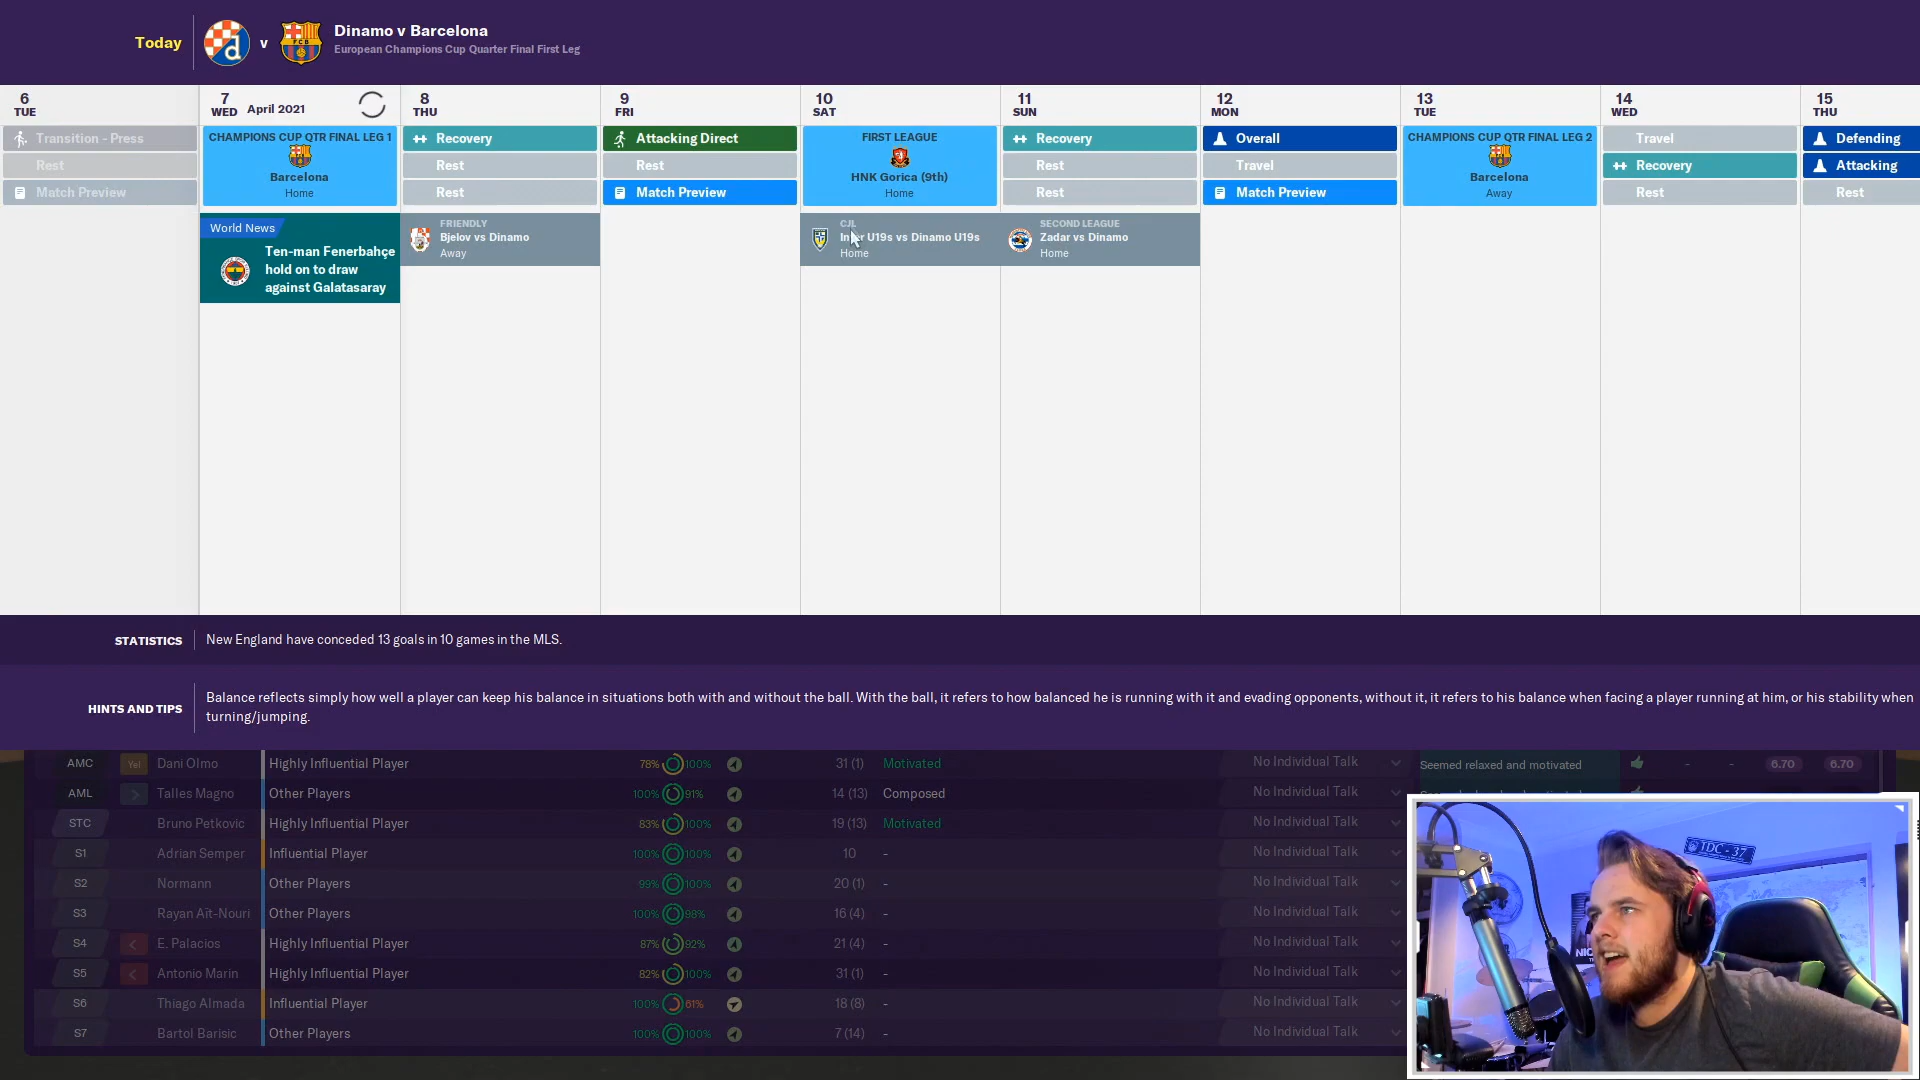 Today
v
Dinamo v Barcelona
European Champions Cup Quarter Final First Leg
6
TUE
7
WED April 2021
8
THU
9
FRI
10
SAT
11
SUN
12
MON
13
TUE
14
WED
15
THU
Transition - Press
Rest
Match Preview
CHAMPIONS CUP QTR FINAL LEG 1
Barcelona
Home
Recovery
Rest
Rest
Attacking Direct
Rest
Match Preview
FIRST LEAGUE
HNK Gorica (9th)
Home
Recovery
Rest
Rest
Overall
Travel
Match Preview
CHAMPIONS CUP QTR FINAL LEG 2
Barcelona
Away
Travel
Recovery
Rest
Defending
Attacking
Rest
World News
Ten-man Fenerbahçe
hold on to draw
against Galatasaray
FRIENDLY
Bjelov vs Dinamo
Away
CJL
Inter U19s vs Dinamo U19s
Home
SECOND LEAGUE
Zadar vs Dinamo
Home
STATISTICS New England have conceded 13 goals in 10 games in the MLS.
HINTS AND TIPS Balance reflects simply how well a player can keep his balance in situations both with and without the ball. With the ball, it refers to how balanced he is running with it and evading opponents, without it, it refers to his balance when facing a player running at him, or his stability when
turning/jumping.
AMC Yel Dani Olmo Highly Influential Player 78% 100% 31 (1) Motivated No Individual Talk Seemed relaxed and motivated - - 6.70 6.70
AML Talles Magno Other Players 100% 91% 14 (13) Composed No Individual Talk
STC Bruno Petkovic Highly Influential Player 83% 100% 19 (13) Motivated No Individual Talk
S1 Adrian Semper Influential Player 100% 100% 10 - No Individual Talk
S2 Normann Other Players 99% 100% 20 (1) - No Individual Talk
S3 Rayan Aït-Nouri Other Players 100% 98% 16 (4) - No Individual Talk
S4 E. Palacios Highly Influential Player 87% 92% 21 (4) - No Individual Talk
S5 Antonio Marin Highly Influential Player 82% 100% 31 (1) - No Individual Talk
S6 Thiago Almada Influential Player 100% 61% 18 (8) - No Individual Talk
S7 Bartol Barisic Other Players 100% 100% 7 (14) - No Individual Talk
TDC - 37